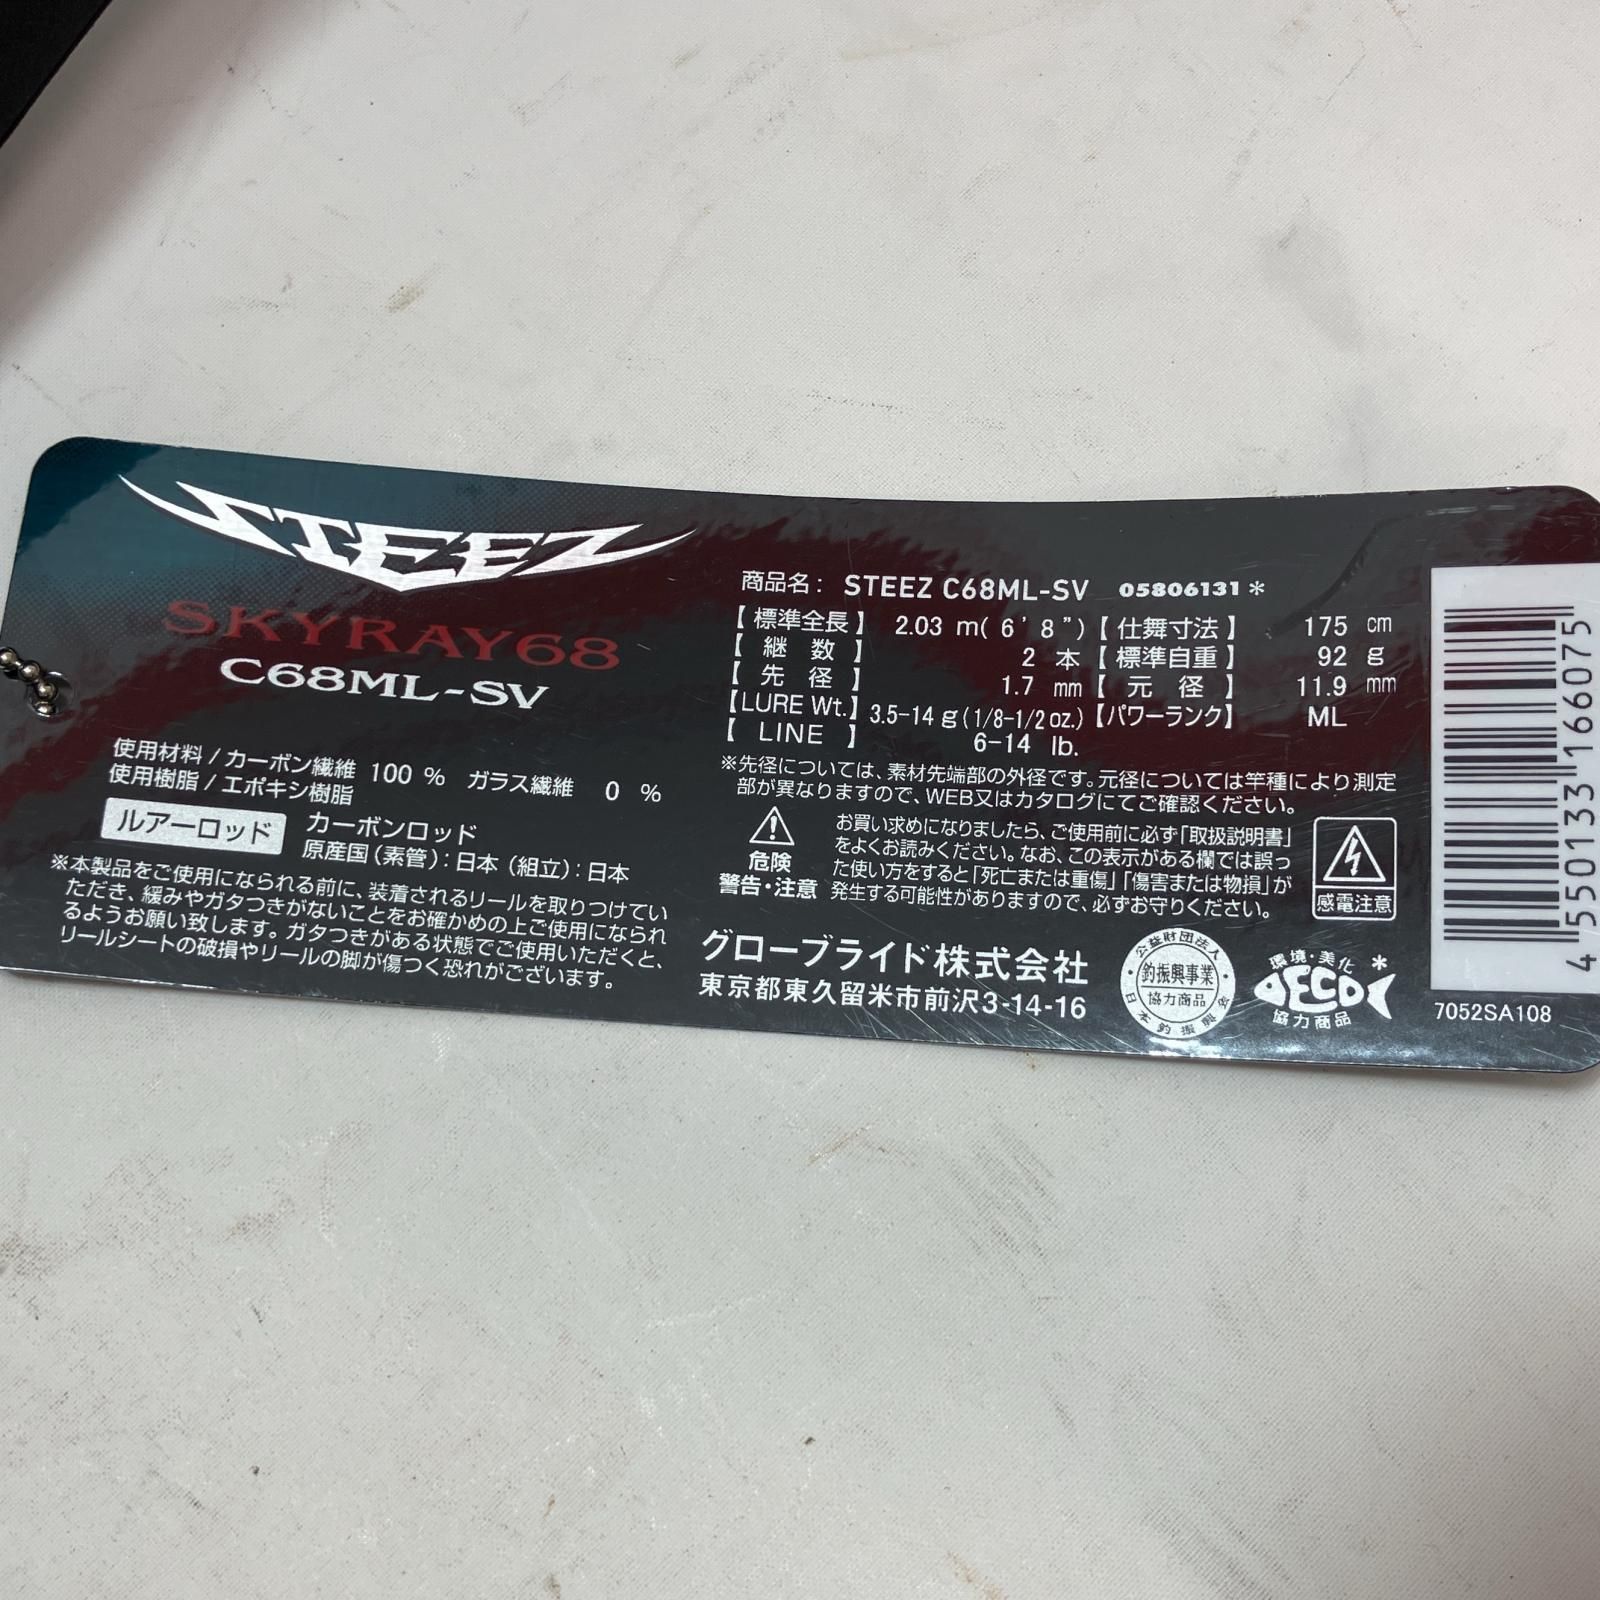 STEEZ
SKYRAY68
C68ML-SV
使用材料/カーボン繊維 100 % ガラス繊維 0 %
使用樹脂/エポキシ樹脂
ルアーロッド カーボンロッド
原産国(素管):日本 (組立):日本
※本製品をご使用になられる前に、装着されるリールを取りつけてい
ただき、緩みやガタつきがないことをお確かめの上ご使用になられ
るようお願い致します。ガタつきがある状態でご使用いただくと、
リールシートの破損やリールの脚が傷つく恐れがございます。
商品名: STEEZ C68ML-SV 05806131*
【標準全長】 2.03 m( 6'8") 【仕舞寸法】 175 cm
【継数】 2 本 【標準自重】 92 g
【先径】 1.7 mm 【元径】 11.9 mm
【LURE Wt.】 3.5-14 g(1/8-1/2oz.) 【パワーランク】 ML
【LINE】 6-14 lb.
※先径については、素材先端部の外径です。元径については竿種により測定
部が異なりますので、WEB又はカタログにてご確認ください。
危険
警告・注意
お買い求めになりましたら、ご使用前に必ず「取扱説明書」
をよくお読みください。なお、この表示がある欄では誤っ
た使い方をすると「死亡または重傷」「傷害または物損」が
発生する可能性がありますので、必ずお守りください。
感電注意
グローブライド株式会社
東京都東久留米市前沢3-14-16
公益財団法人
釣振興事業
協力商品
日本釣振興会
環境・美化 *
ECO
協力商品
4550133166075
7052SA108